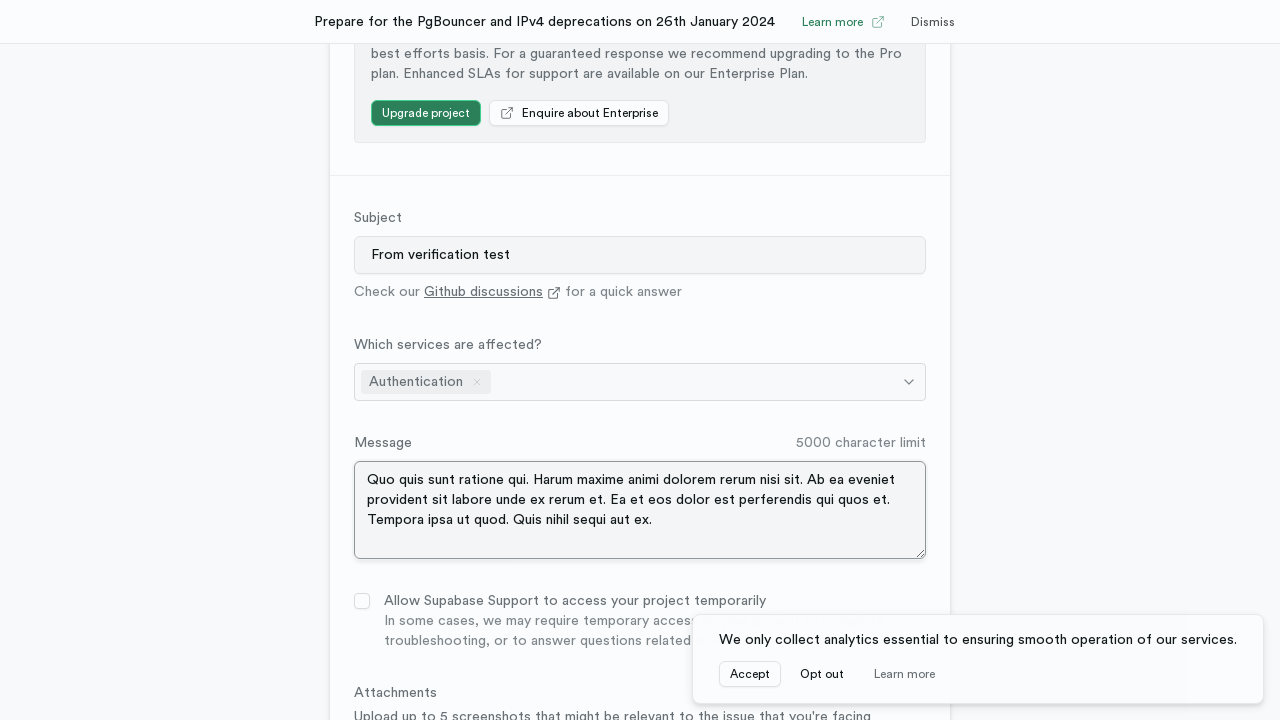 Prepare for the PgBouncer and IPv4 deprecations on 26th January 2024 Learn more Dismiss
best efforts basis. For a guaranteed response we recommend upgrading to the Pro
plan. Enhanced SLAs for support are available on our Enterprise Plan.
Upgrade project Enquire about Enterprise
Subject
From verification test
Check our Github discussions for a quick answer
Which services are affected?
Authentication
Message 5000 character limit
Quo quis sunt ratione qui. Harum maxime animi dolorem rerum nisi sit. Ab ea eveniet
provident sit labore unde ex rerum et. Ea et eos dolor est perferendis qui quos et.
Tempora ipsa ut quod. Quis nihil sequi aut ex.
Allow Supabase Support to access your project temporarily
In some cases, we may require temporary access
troubleshooting, or to answer questions related
We only collect analytics essential to ensuring smooth operation of our services.
Accept Opt out Learn more
Attachments
Upload up to 5 screenshots that might be relevant to the issue that you're facing